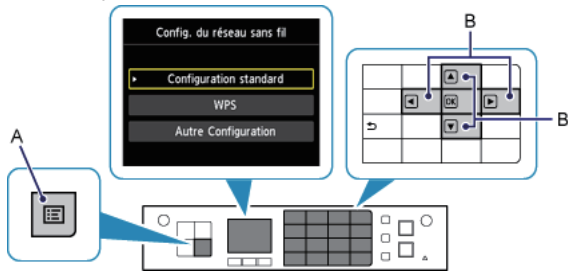 Config. du réseau sans fil
Configuration standard
WPS
Autre Configuration
A
B
OK
B